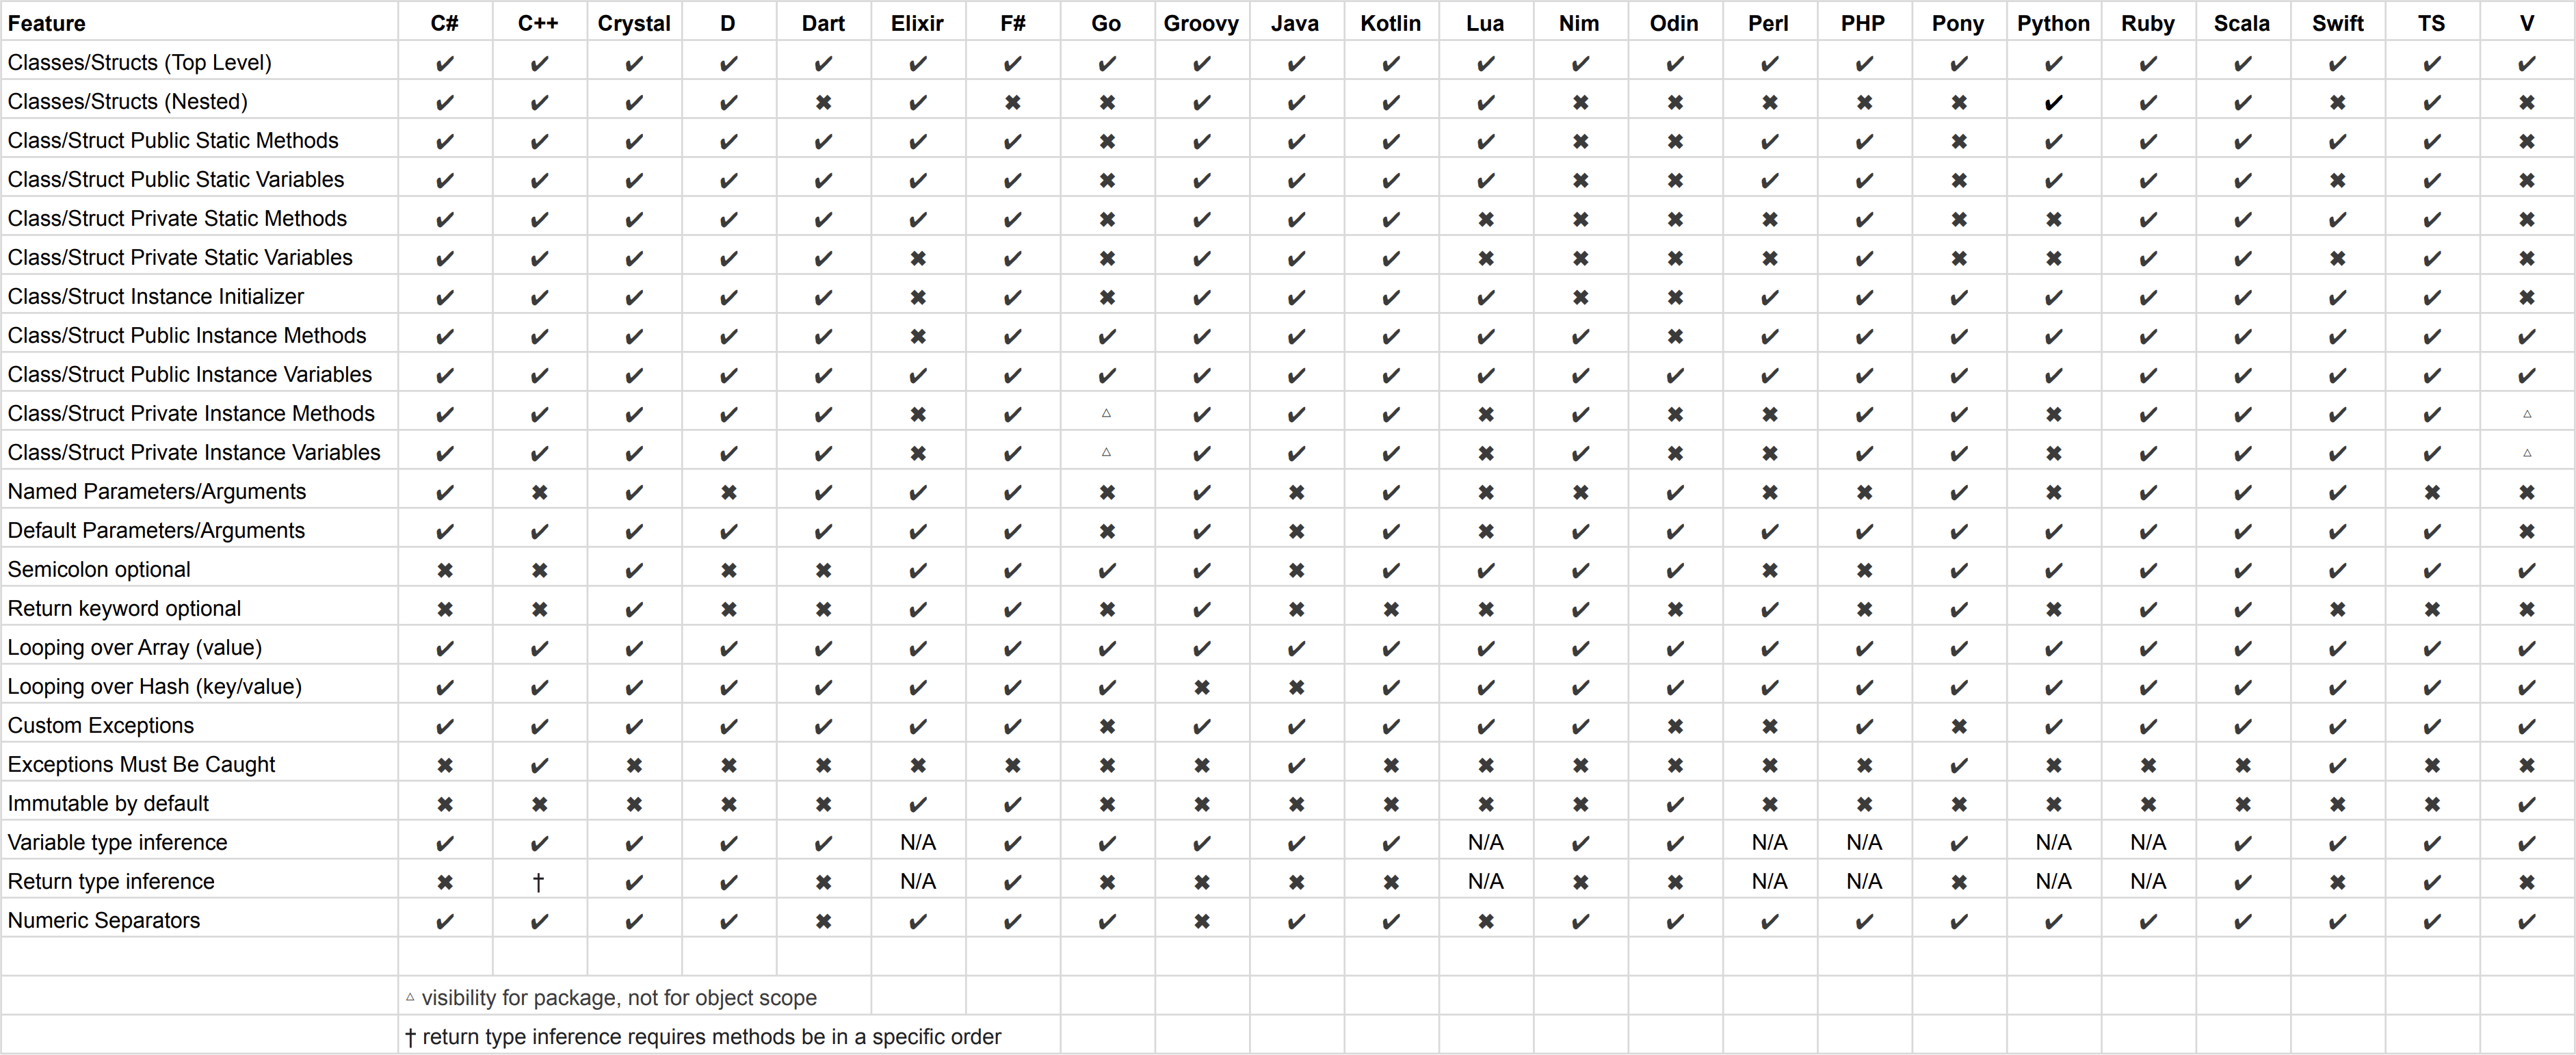 Feature C# C++ Crystal D Dart Elixir F# Go Groovy Java Kotlin Lua Nim Odin Perl PHP Pony Python Ruby Scala Swift TS V
Classes/Structs (Top Level) ✔ ✔ ✔ ✔ ✔ ✔ ✔ ✔ ✔ ✔ ✔ ✔ ✔ ✔ ✔ ✔ ✔ ✔ ✔ ✔ ✔ ✔ ✔
Classes/Structs (Nested) ✔ ✔ ✔ ✔ ✖ ✔ ✖ ✖ ✔ ✔ ✔ ✔ ✖ ✖ ✖ ✖ ✖ ✔ ✔ ✔ ✖ ✔ ✖
Class/Struct Public Static Methods ✔ ✔ ✔ ✔ ✔ ✔ ✔ ✖ ✔ ✔ ✔ ✔ ✖ ✖ ✔ ✔ ✖ ✔ ✔ ✔ ✔ ✔ ✖
Class/Struct Public Static Variables ✔ ✔ ✔ ✔ ✔ ✔ ✔ ✖ ✔ ✔ ✔ ✔ ✖ ✖ ✔ ✔ ✖ ✔ ✔ ✔ ✖ ✔ ✖
Class/Struct Private Static Methods ✔ ✔ ✔ ✔ ✔ ✔ ✔ ✖ ✔ ✔ ✔ ✖ ✖ ✖ ✖ ✔ ✖ ✖ ✔ ✔ ✔ ✔ ✖
Class/Struct Private Static Variables ✔ ✔ ✔ ✔ ✔ ✖ ✔ ✖ ✔ ✔ ✔ ✖ ✖ ✖ ✖ ✔ ✖ ✖ ✔ ✔ ✖ ✔ ✖
Class/Struct Instance Initializer ✔ ✔ ✔ ✔ ✔ ✖ ✔ ✖ ✔ ✔ ✔ ✔ ✖ ✖ ✔ ✔ ✔ ✔ ✔ ✔ ✔ ✔ ✖
Class/Struct Public Instance Methods ✔ ✔ ✔ ✔ ✔ ✖ ✔ ✔ ✔ ✔ ✔ ✔ ✔ ✖ ✔ ✔ ✔ ✔ ✔ ✔ ✔ ✔ ✔
Class/Struct Public Instance Variables ✔ ✔ ✔ ✔ ✔ ✔ ✔ ✔ ✔ ✔ ✔ ✔ ✔ ✔ ✔ ✔ ✔ ✔ ✔ ✔ ✔ ✔ ✔
Class/Struct Private Instance Methods ✔ ✔ ✔ ✔ ✔ ✖ ✔ △ ✔ ✔ ✔ ✖ ✔ ✖ ✖ ✔ ✔ ✖ ✔ ✔ ✔ ✔ △
Class/Struct Private Instance Variables ✔ ✔ ✔ ✔ ✔ ✖ ✔ △ ✔ ✔ ✔ ✖ ✔ ✖ ✖ ✔ ✔ ✖ ✔ ✔ ✔ ✔ △
Named Parameters/Arguments ✔ ✖ ✔ ✖ ✔ ✔ ✔ ✖ ✔ ✖ ✔ ✖ ✖ ✔ ✖ ✖ ✔ ✖ ✔ ✔ ✔ ✖ ✖
Default Parameters/Arguments ✔ ✔ ✔ ✔ ✔ ✔ ✔ ✖ ✔ ✖ ✔ ✖ ✔ ✔ ✔ ✔ ✔ ✔ ✔ ✔ ✔ ✔ ✖
Semicolon optional ✖ ✖ ✔ ✖ ✖ ✔ ✔ ✔ ✔ ✖ ✔ ✔ ✔ ✔ ✖ ✖ ✔ ✔ ✔ ✔ ✔ ✔ ✔
Return keyword optional ✖ ✖ ✔ ✖ ✖ ✔ ✔ ✖ ✔ ✖ ✖ ✖ ✔ ✖ ✔ ✖ ✔ ✖ ✔ ✔ ✖ ✖ ✖
Looping over Array (value) ✔ ✔ ✔ ✔ ✔ ✔ ✔ ✔ ✔ ✔ ✔ ✔ ✔ ✔ ✔ ✔ ✔ ✔ ✔ ✔ ✔ ✔ ✔
Looping over Hash (key/value) ✔ ✔ ✔ ✔ ✔ ✔ ✔ ✔ ✖ ✖ ✔ ✔ ✔ ✔ ✔ ✔ ✔ ✔ ✔ ✔ ✔ ✔ ✔
Custom Exceptions ✔ ✔ ✔ ✔ ✔ ✔ ✔ ✖ ✔ ✔ ✔ ✔ ✔ ✖ ✖ ✔ ✖ ✔ ✔ ✔ ✔ ✔ ✔
Exceptions Must Be Caught ✖ ✔ ✖ ✖ ✖ ✖ ✖ ✖ ✖ ✔ ✖ ✖ ✖ ✖ ✖ ✖ ✔ ✖ ✖ ✖ ✔ ✖ ✖
Immutable by default ✖ ✖ ✖ ✖ ✖ ✔ ✔ ✖ ✖ ✖ ✖ ✖ ✖ ✔ ✖ ✖ ✖ ✖ ✖ ✖ ✖ ✖ ✔
Variable type inference ✔ ✔ ✔ ✔ ✔ N/A ✔ ✔ ✔ ✔ ✔ N/A ✔ ✔ N/A N/A ✔ N/A N/A ✔ ✔ ✔ ✔
Return type inference ✖ † ✔ ✔ ✖ N/A ✔ ✖ ✖ ✖ ✖ N/A ✖ ✖ N/A N/A ✖ N/A N/A ✔ ✖ ✔ ✖
Numeric Separators ✔ ✔ ✔ ✔ ✖ ✔ ✔ ✔ ✖ ✔ ✔ ✖ ✔ ✔ ✔ ✔ ✔ ✔ ✔ ✔ ✔ ✔ ✔
△ visibility for package, not for object scope
† return type inference requires methods be in a specific order